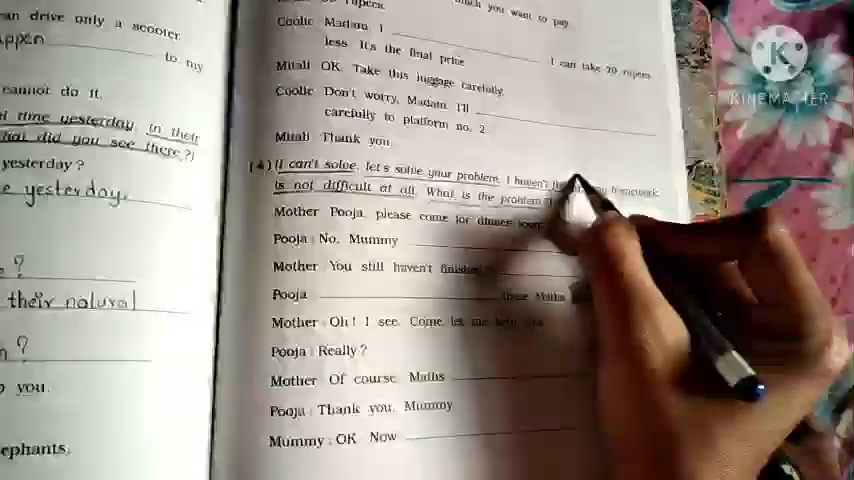 an drive only a scooter.
appen to my
cannot do it.
time yesterday in their
hat did you see there?)
yesterday?
e yesterday.
?
their natural
?
you.
ephants.
rupees.
which you want to pay.
Coolie Madam. I
less. It's the final price I can take 20 rupees
Mitali OK. Take this luggage carefully.
Coolie Don't worry, Madam. I'll
carefully to platform no. 2
Mitali Thank you.
(4) (I can't solve, let's solve your problem, I haven't homework.
is not difficult at all. What is the problem
Mother Pooja, please come for dinner soon
Pooja : No, Mummy
Mother You still haven't finished
Pooja these Maths
Mother : Oh! I see. Come let me
Pooja : Really?
Mother Of course Maths
Pooja : Thank you, Mummy
Mummy : OK Now
KINEMASTER